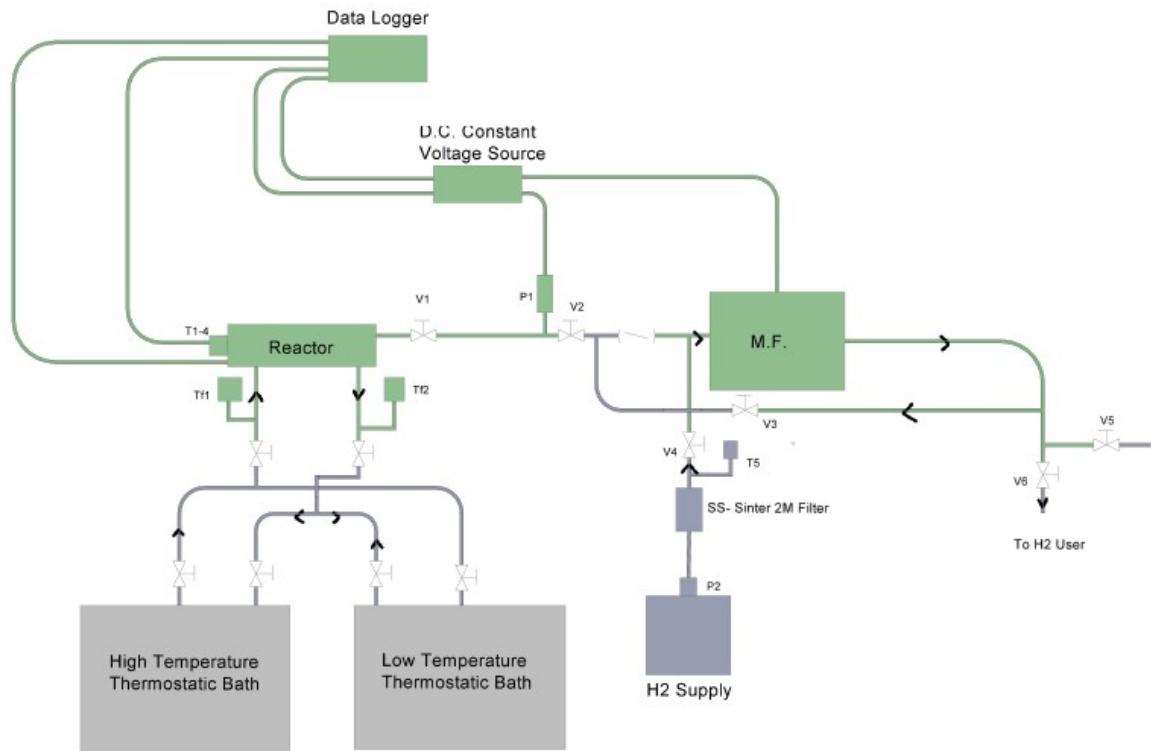 Data Logger
D.C. Constant
Voltage Source
P1
V1
V2
T1-4
Reactor
M.F.
Tf1
Tf2
V3
V4
T5
V5
V6
SS- Sinter 2M Filter
To H2 User
P2
High Temperature
Thermostatic Bath
Low Temperature
Thermostatic Bath
H2 Supply